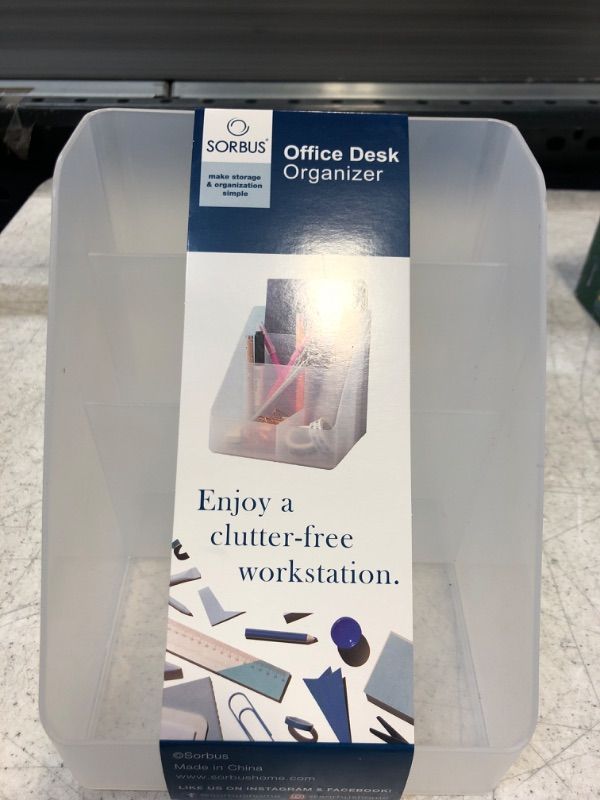 SORBUS®
make storage
& organization
simple
Office Desk
Organizer
Enjoy a
clutter-free
workstation.
©Sorbus
Made in China
www.sorbushome.com
LIKE US ON INSTAGRAM & FACEBOOK!